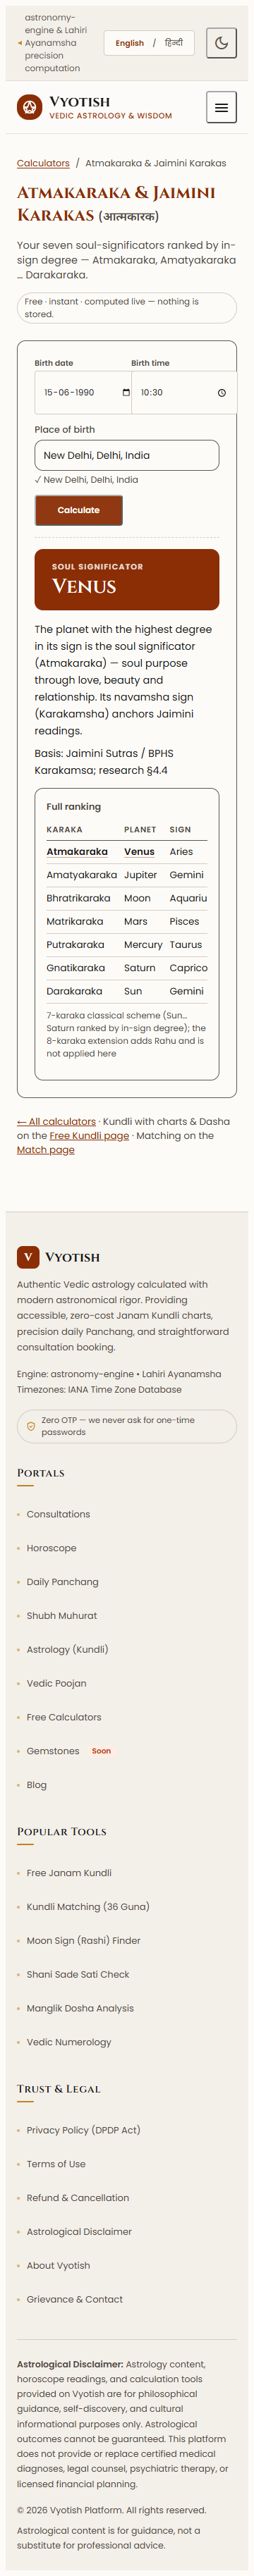 astronomy-
engine & Lahiri
Ayanamsha
precision
computation
English / हिन्दी
Vyotish
VEDIC ASTROLOGY & WISDOM
Calculators / Atmakaraka & Jaimini Karakas
Atmakaraka & Jaimini
Karakas (आत्मकारक)
Your seven soul-significators ranked by in-
sign degree — Atmakaraka, Amatyakaraka
… Darakaraka.
Free · instant · computed live — nothing is
stored.
Birth date Birth time
15-06-1990 10:30
Place of birth
New Delhi, Delhi, India
✓ New Delhi, Delhi, India
Calculate
SOUL SIGNIFICATOR
Venus
The planet with the highest degree
in its sign is the soul significator
(Atmakaraka) — soul purpose
through love, beauty and
relationship. Its navamsha sign
(Karakamsha) anchors Jaimini
readings.
Basis: Jaimini Sutras / BPHS
Karakamsa; research §4.4
Full ranking
KARAKA PLANET SIGN
Atmakaraka Venus Aries
Amatyakaraka Jupiter Gemini
Bhratrikaraka Moon Aquariu
Matrikaraka Mars Pisces
Putrakaraka Mercury Taurus
Gnatikaraka Saturn Caprico
Darakaraka Sun Gemini
7-karaka classical scheme (Sun…
Saturn ranked by in-sign degree); the
8-karaka extension adds Rahu and is
not applied here
← All calculators · Kundli with charts & Dasha
on the Free Kundli page · Matching on the
Match page
V Vyotish
Authentic Vedic astrology calculated with
modern astronomical rigor. Providing
accessible, zero-cost Janam Kundli charts,
precision daily Panchang, and straightforward
consultation booking.
Engine: astronomy-engine • Lahiri Ayanamsa
Timezones: IANA Time Zone Database
Zero OTP — we never ask for one-time
passwords
Portals
Consultations
Horoscope
Daily Panchang
Shubh Muhurat
Astrology (Kundli)
Vedic Poojan
Free Calculators
Gemstones Soon
Blog
Popular Tools
Free Janam Kundli
Kundli Matching (36 Guna)
Moon Sign (Rashi) Finder
Shani Sade Sati Check
Manglik Dosha Analysis
Vedic Numerology
Trust & Legal
Privacy Policy (DPDP Act)
Terms of Use
Refund & Cancellation
Astrological Disclaimer
About Vyotish
Grievance & Contact
Astrological Disclaimer: Astrology content,
horoscope readings, and calculation tools
provided on Vyotish are for philosophical
guidance, self-discovery, and cultural
informational purposes only. Astrological
outcomes cannot be guaranteed. This platform
does not provide or replace certified medical
diagnoses, legal counsel, psychiatric therapy, or
licensed financial planning.
© 2026 Vyotish Platform. All rights reserved.
Astrological content is for guidance, not a
substitute for professional advice.